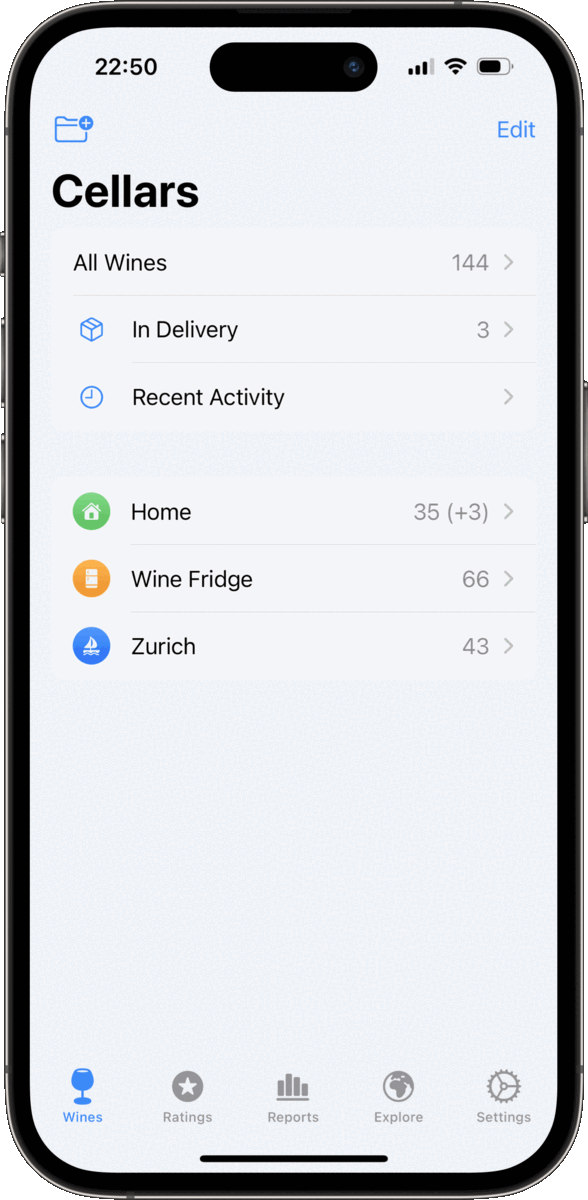 22:50
Edit
Cellars
All Wines 144
In Delivery 3
Recent Activity
Home 35 (+3)
Wine Fridge 66
Zurich 43
Wines Ratings Reports Explore Settings